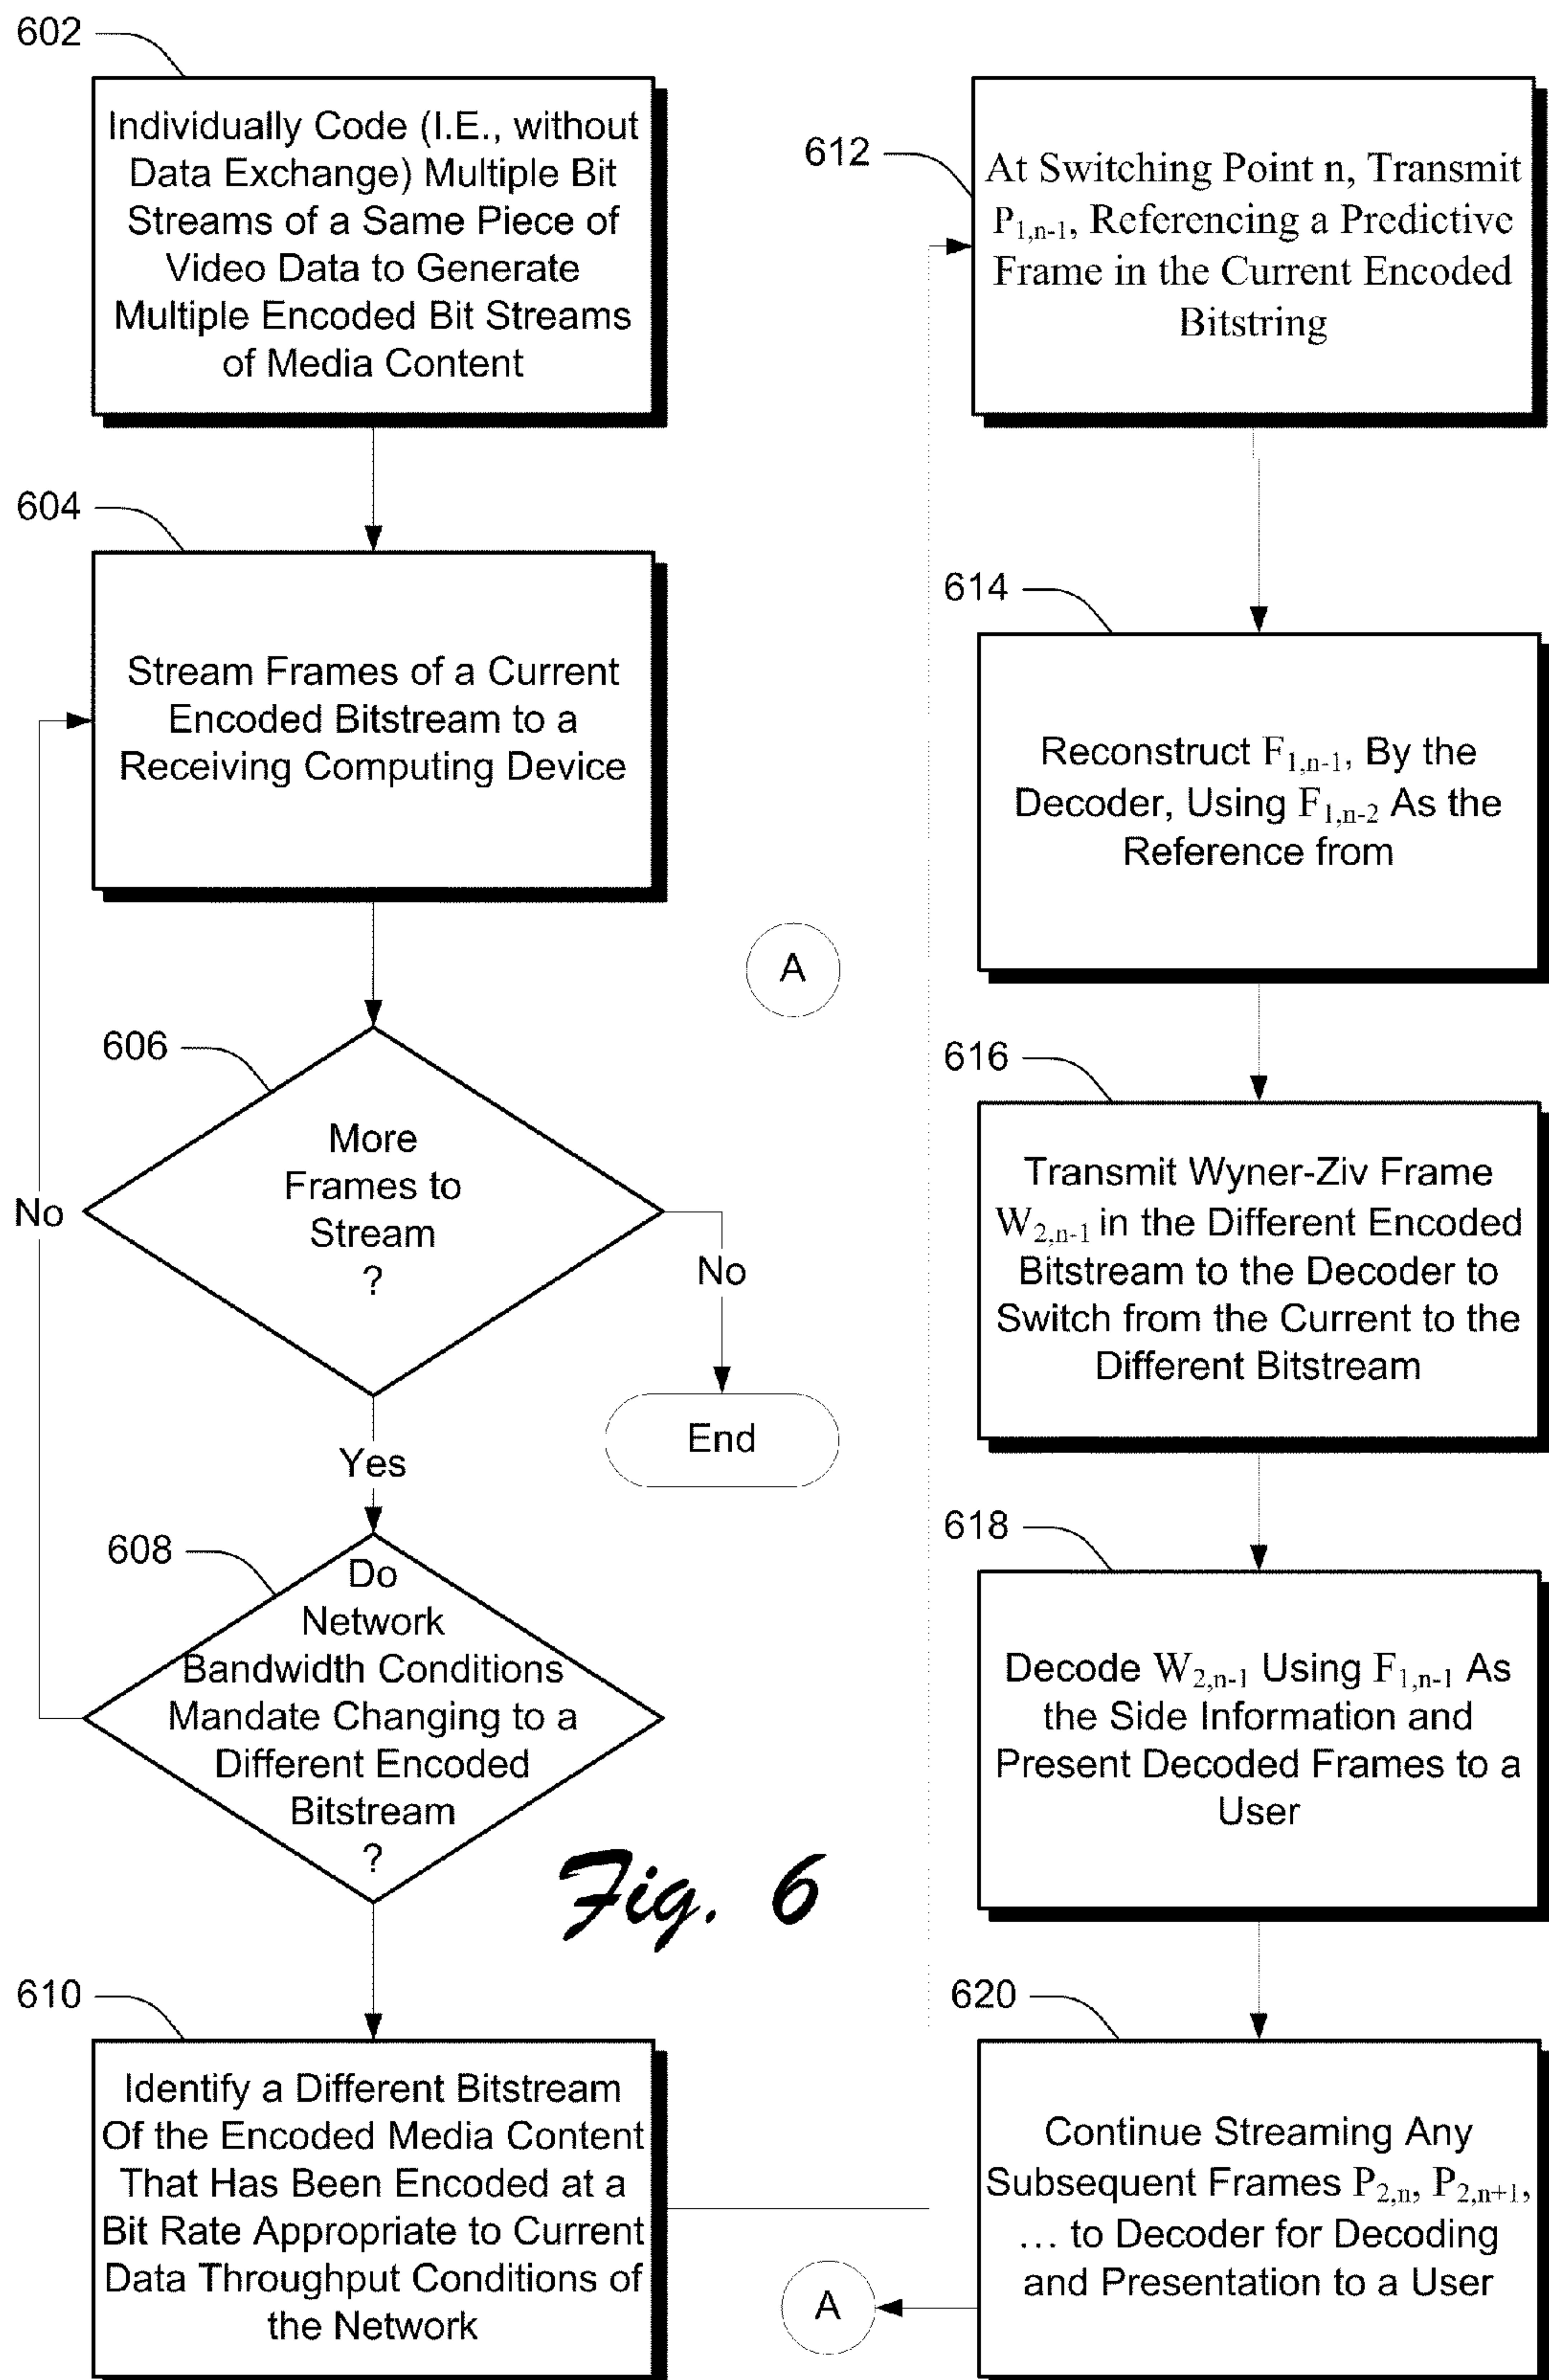 602
Individually Code (I.E., without
Data Exchange) Multiple Bit
Streams of a Same Piece of
Video Data to Generate
Multiple Encoded Bit Streams
of Media Content
604
Stream Frames of a Current
Encoded Bitstream to a
Receiving Computing Device
A
606
More
Frames to
Stream
?
No
No
End
Yes
608
Do
Network
Bandwidth Conditions
Mandate Changing to a
Different Encoded
Bitstream
?
Fig. 6
610
Identify a Different Bitstream
Of the Encoded Media Content
That Has Been Encoded at a
Bit Rate Appropriate to Current
Data Throughput Conditions of
the Network
612
At Switching Point n, Transmit
P1,n-1, Referencing a Predictive
Frame in the Current Encoded
Bitstring
614
Reconstruct F1,n-1, By the
Decoder, Using F1,n-2 As the
Reference from
616
Transmit Wyner-Ziv Frame
W2,n-1 in the Different Encoded
Bitstream to the Decoder to
Switch from the Current to the
Different Bitstream
618
Decode W2,n-1 Using F1,n-1 As
the Side Information and
Present Decoded Frames to a
User
620
Continue Streaming Any
Subsequent Frames P2,n, P2,n+1,
… to Decoder for Decoding
and Presentation to a User
A